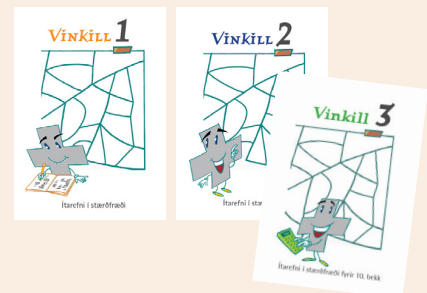 Vinkill 1
Ítarefni í stærðfræði
Vinkill 2
Ítarefni í stær
Vinkill 3
Ítarefni í stærðfræði fyrir 10. bekk